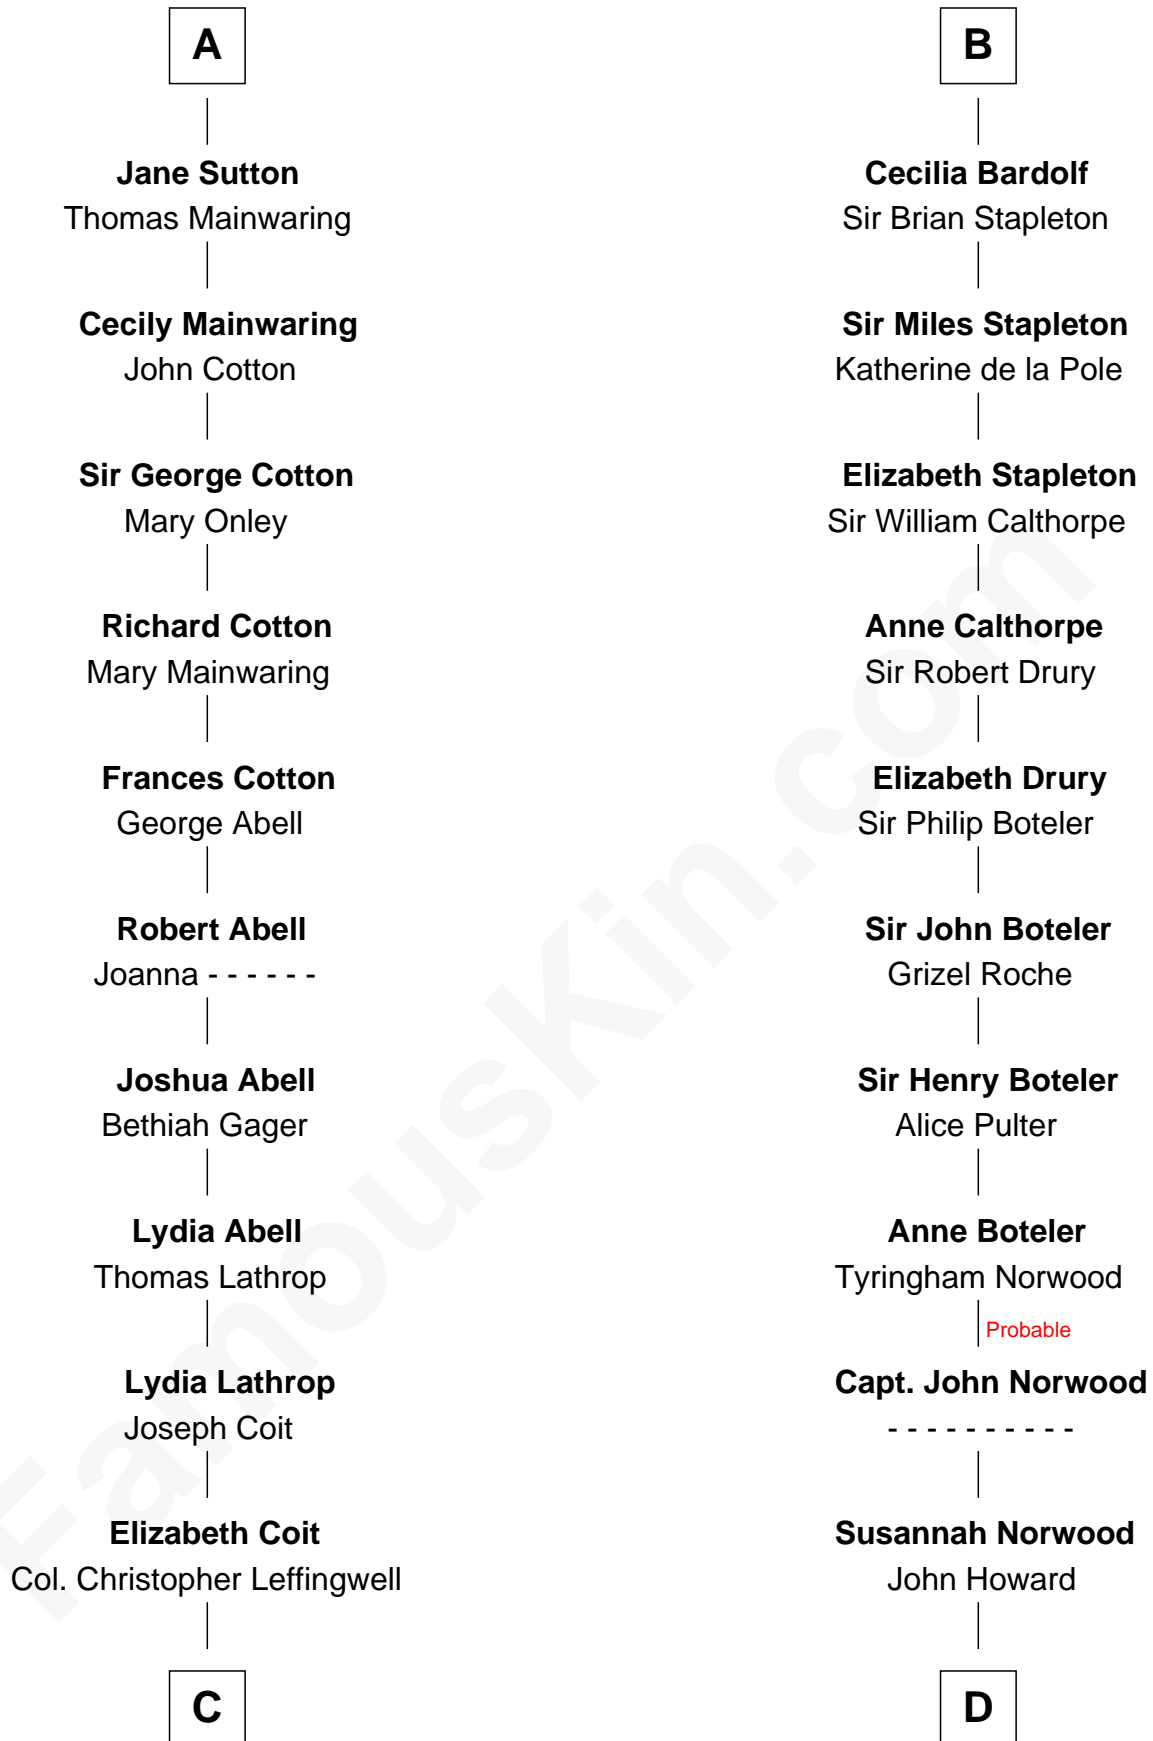 A
Jane Sutton
Thomas Mainwaring
Cecily Mainwaring
John Cotton
Sir George Cotton
Mary Onley
Richard Cotton
Mary Mainwaring
Frances Cotton
George Abell
Robert Abell
Joanna - - - - - -
Joshua Abell
Bethiah Gager
Lydia Abell
Thomas Lathrop
Lydia Lathrop
Joseph Coit
Elizabeth Coit
Col. Christopher Leffingwell
C
B
Cecilia Bardolf
Sir Brian Stapleton
Sir Miles Stapleton
Katherine de la Pole
Elizabeth Stapleton
Sir William Calthorpe
Anne Calthorpe
Sir Robert Drury
Elizabeth Drury
Sir Philip Boteler
Sir John Boteler
Grizel Roche
Sir Henry Boteler
Alice Pulter
Anne Boteler
Tyringham Norwood
Probable
Capt. John Norwood
- - - - - - - - - -
Susannah Norwood
John Howard
D
FamousKin.com